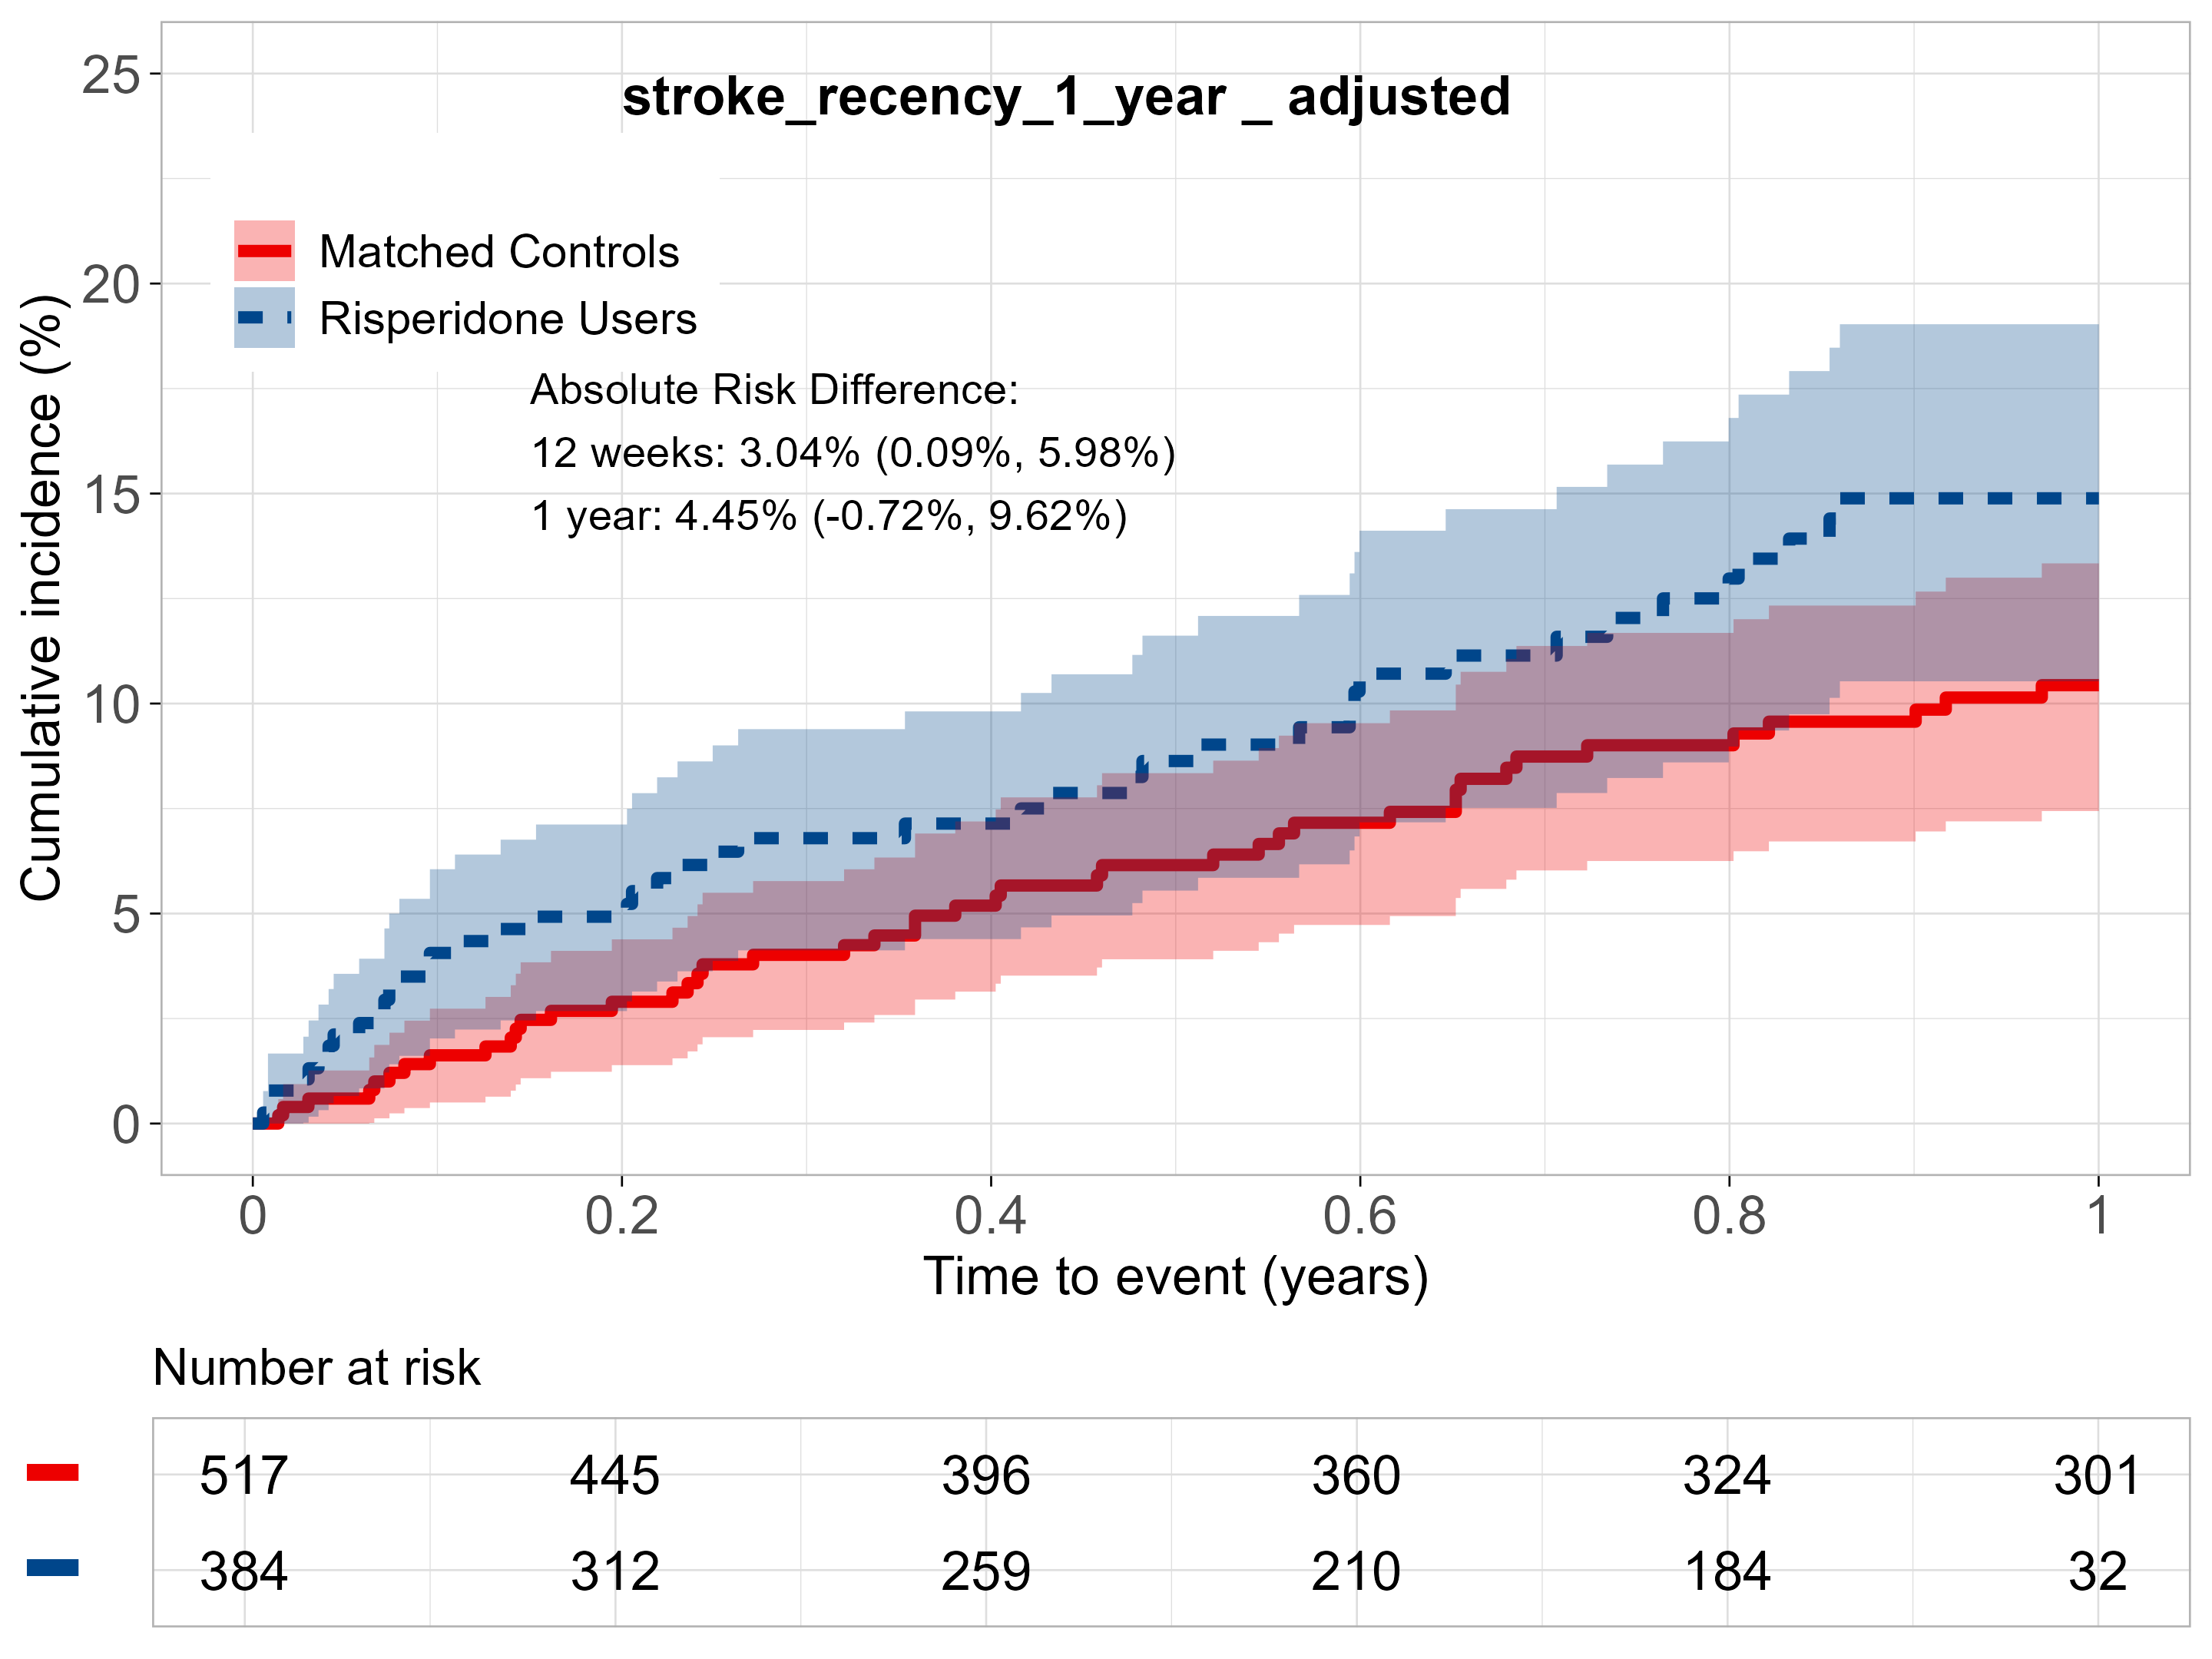 stroke_recency_1_year _ adjusted
Matched Controls
Risperidone Users
Absolute Risk Difference:
12 weeks: 3.04% (0.09%, 5.98%)
1 year: 4.45% (-0.72%, 9.62%)
Cumulative incidence (%)
25
20
15
10
5
0
0 0.2 0.4 0.6 0.8 1
Time to event (years)
Number at risk
517 445 396 360 324 301
384 312 259 210 184 32